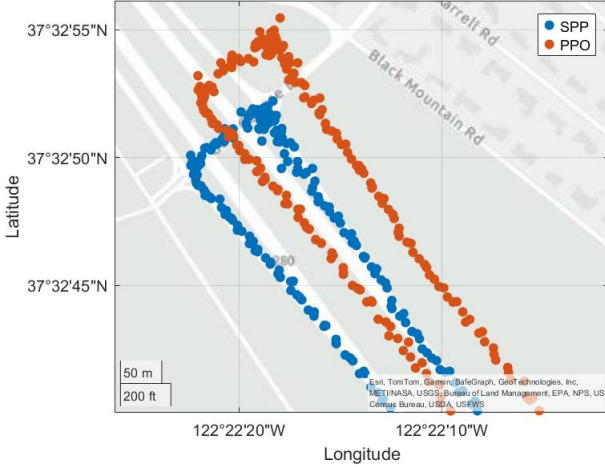 37°32'55"N
37°32'50"N
37°32'45"N
Latitude
SPP
PPO
Black Mountain Rd
280
50 m
200 ft
Esri, TomTom, Garmin, SafeGraph, GeoTechnologies, Inc,
METI/NASA, USGS, Bureau of Land Management, EPA, NPS, US
Census Bureau, USDA, USFWS
122°22'20"W
122°22'10"W
Longitude